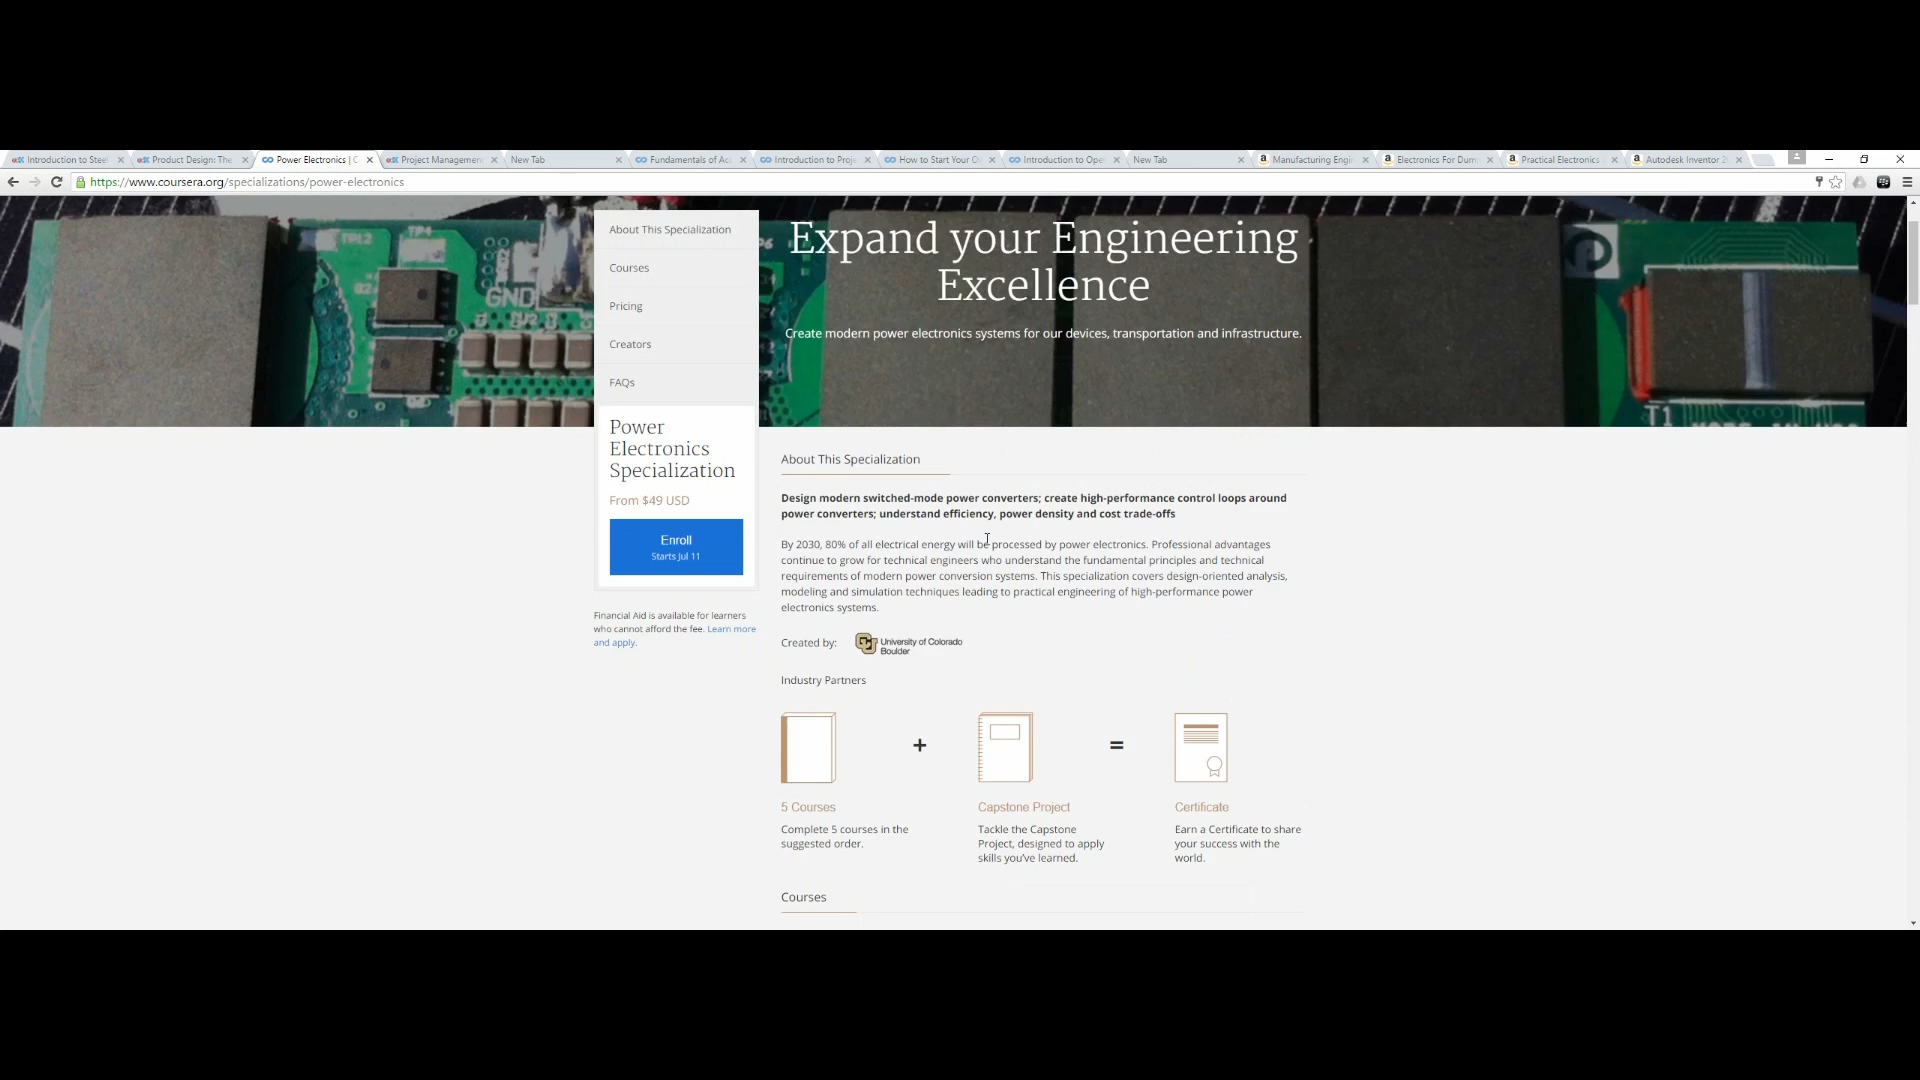 Introduction to Steel
Product Design: The
Power Electronics | C
Project Management
New Tab
Fundamentals of Ac
Introduction to Proje
How to Start Your O
Introduction to Oper
New Tab
Manufacturing Engin
Electronics For Dum
Practical Electronics
Autodesk Inventor 2
https://www.coursera.org/specializations/power-electronics
TP12
TP4
GND
T1
About This Specialization
Courses
Pricing
Creators
FAQs
Expand your Engineering
Excellence
Create modern power electronics systems for our devices, transportation and infrastructure.
Power
Electronics
Specialization
From $49 USD
Enroll
Starts Jul 11
Financial Aid is available for learners
who cannot afford the fee. Learn more
and apply.
About This Specialization
Design modern switched-mode power converters; create high-performance control loops around
power converters; understand efficiency, power density and cost trade-offs
By 2030, 80% of all electrical energy will be processed by power electronics. Professional advantages
continue to grow for technical engineers who understand the fundamental principles and technical
requirements of modern power conversion systems. This specialization covers design-oriented analysis,
modeling and simulation techniques leading to practical engineering of high-performance power
electronics systems.
Created by:
University of Colorado
Boulder
Industry Partners
+
=
5 Courses
Complete 5 courses in the
suggested order.
Capstone Project
Tackle the Capstone
Project, designed to apply
skills you've learned.
Certificate
Earn a Certificate to share
your success with the
world.
Courses